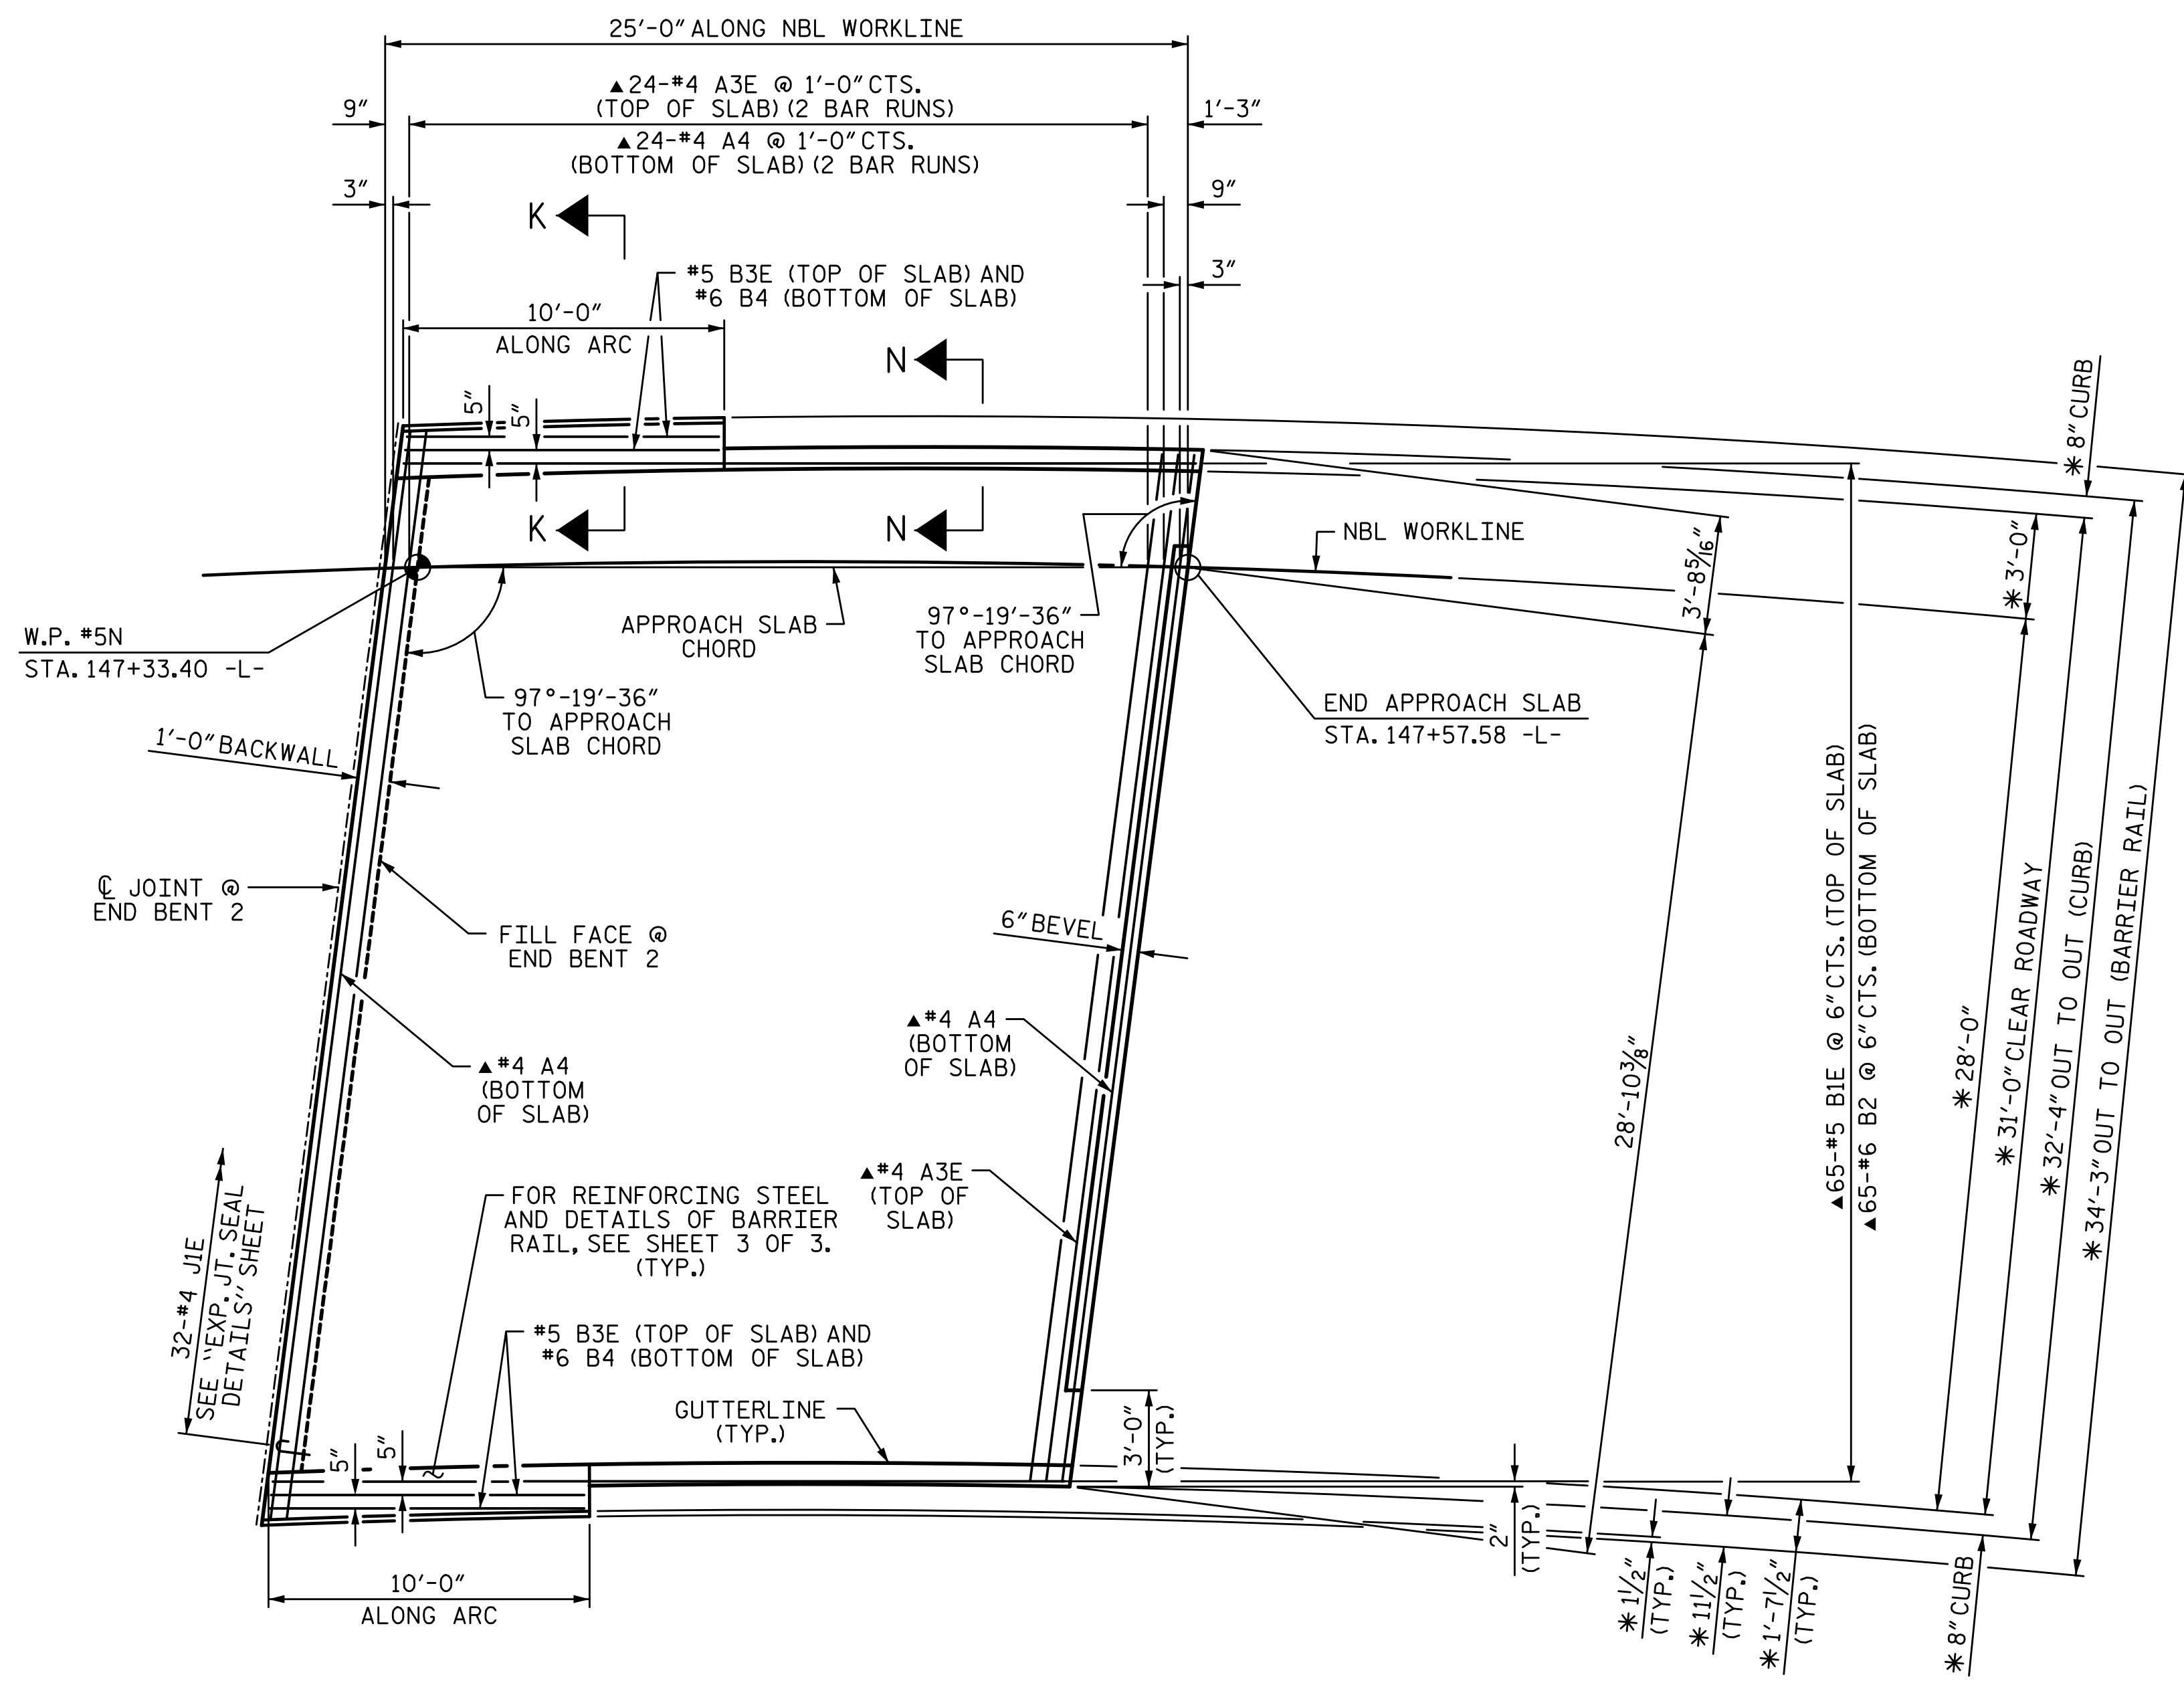 25'-0" ALONG NBL WORKLINE
▲24-#4 A3E @ 1'-0" CTS.
(TOP OF SLAB) (2 BAR RUNS)
9"
1'-3"
▲24-#4 A4 @ 1'-0" CTS.
(BOTTOM OF SLAB) (2 BAR RUNS)
3"
9"
K
3"
#5 B3E (TOP OF SLAB) AND
#6 B4 (BOTTOM OF SLAB)
10'-0"
ALONG ARC
N
5"
5"
✳ 8" CURB
K
N
NBL WORKLINE
3'-8 5/16"
✳ 3'-0"
W.P. #5N
STA. 147+33.40 -L-
APPROACH SLAB
CHORD
97°-19'-36"
TO APPROACH
SLAB CHORD
97°-19'-36"
TO APPROACH
SLAB CHORD
END APPROACH SLAB
STA. 147+57.58 -L-
1'-0" BACKWALL
℄ JOINT @
END BENT 2
FILL FACE @
END BENT 2
6" BEVEL
▲#4 A4
(BOTTOM
OF SLAB)
▲#4 A4
(BOTTOM
OF SLAB)
▲#4 A3E
(TOP OF
SLAB)
28'-10 3/8"
▲65-#5 B1E @ 6" CTS. (TOP OF SLAB)
▲65-#6 B2 @ 6" CTS. (BOTTOM OF SLAB)
✳ 28'-0"
✳ 31'-0" CLEAR ROADWAY
✳ 32'-4" OUT TO OUT (CURB)
✳ 34'-3" OUT TO OUT (BARRIER RAIL)
32-#4 J1E
SEE "EXP. JT. SEAL
DETAILS" SHEET
FOR REINFORCING STEEL
AND DETAILS OF BARRIER
RAIL, SEE SHEET 3 OF 3.
(TYP.)
#5 B3E (TOP OF SLAB) AND
#6 B4 (BOTTOM OF SLAB)
GUTTERLINE
(TYP.)
3'-0"
(TYP.)
5"
5"
2"
(TYP.)
10'-0"
ALONG ARC
✳ 1 1/2"
(TYP.)
✳ 11 1/2"
(TYP.)
✳ 1'-7 1/2"
(TYP.)
✳ 8" CURB